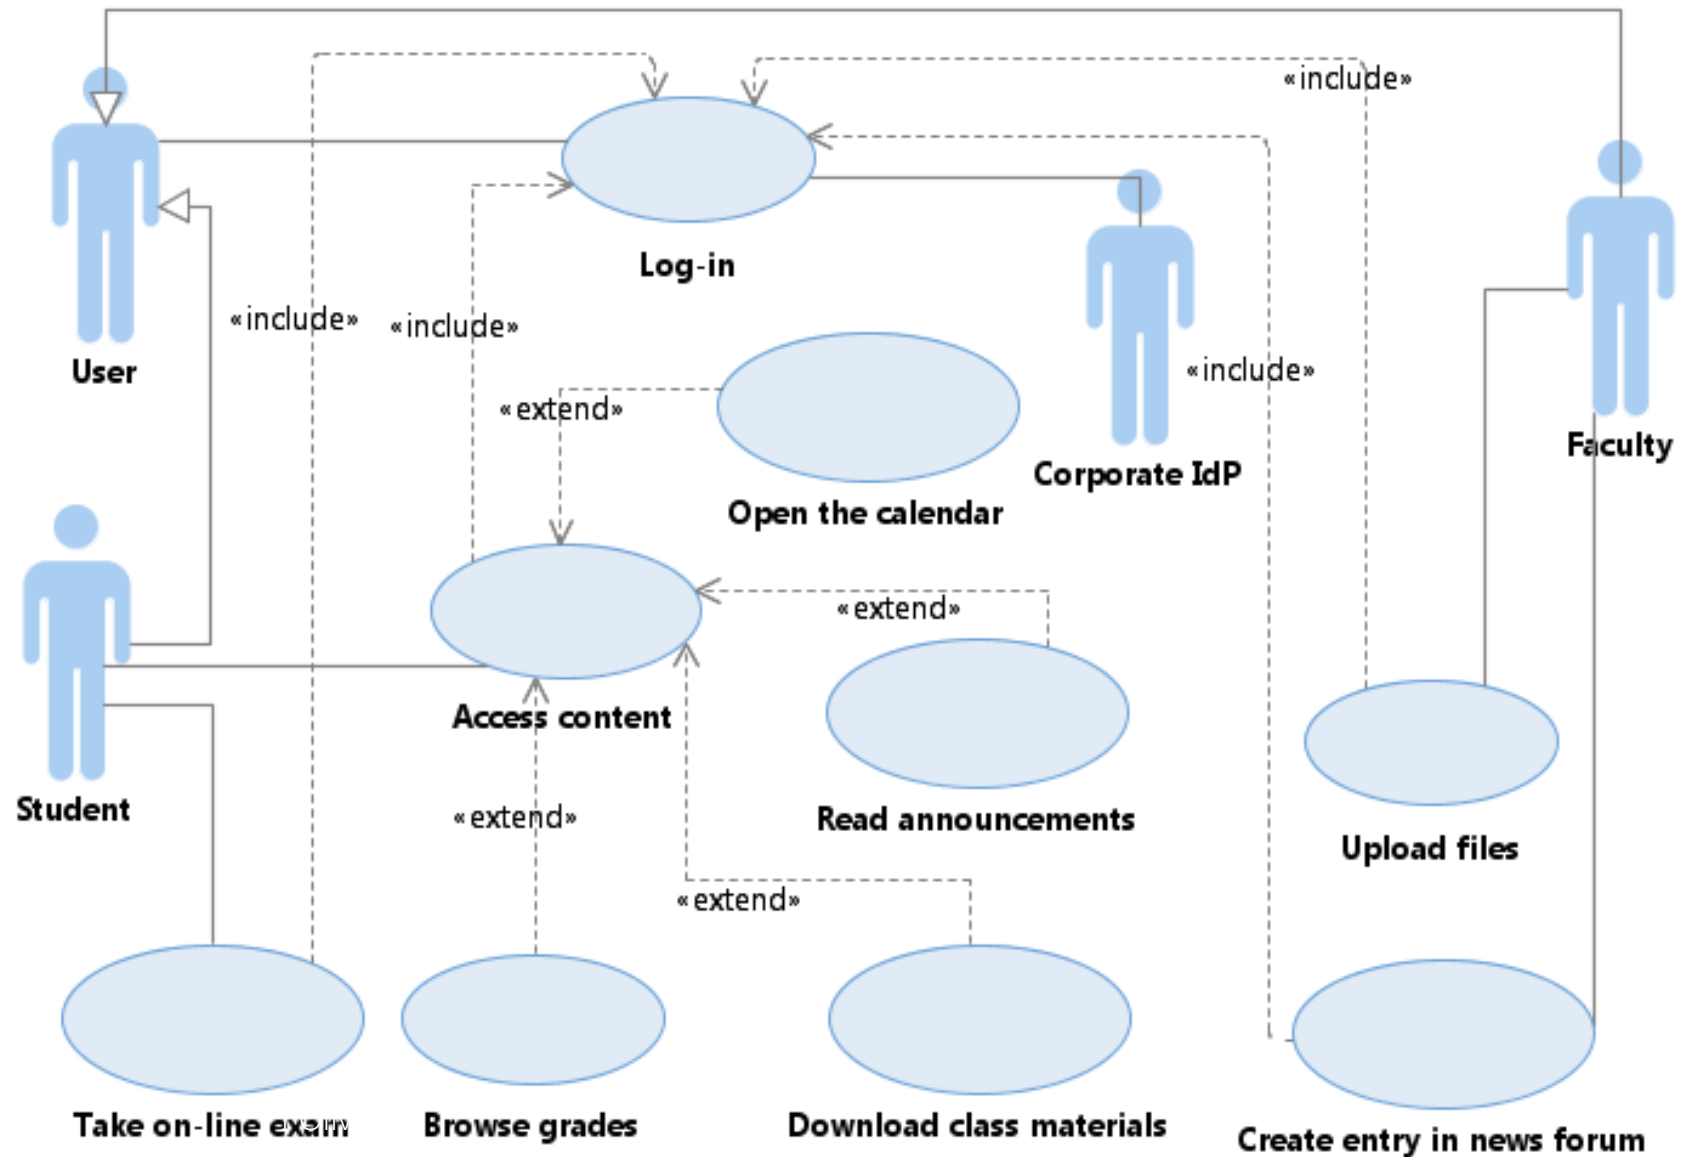 «include»
Log-in
«include»
«include»
User
«include»
«extend»
Faculty
Corporate IdP
Open the calendar
«extend»
Access content
Student
«extend»
Read announcements
Upload files
«extend»
Take on-line exam
Browse grades
Download class materials
Create entry in news forum